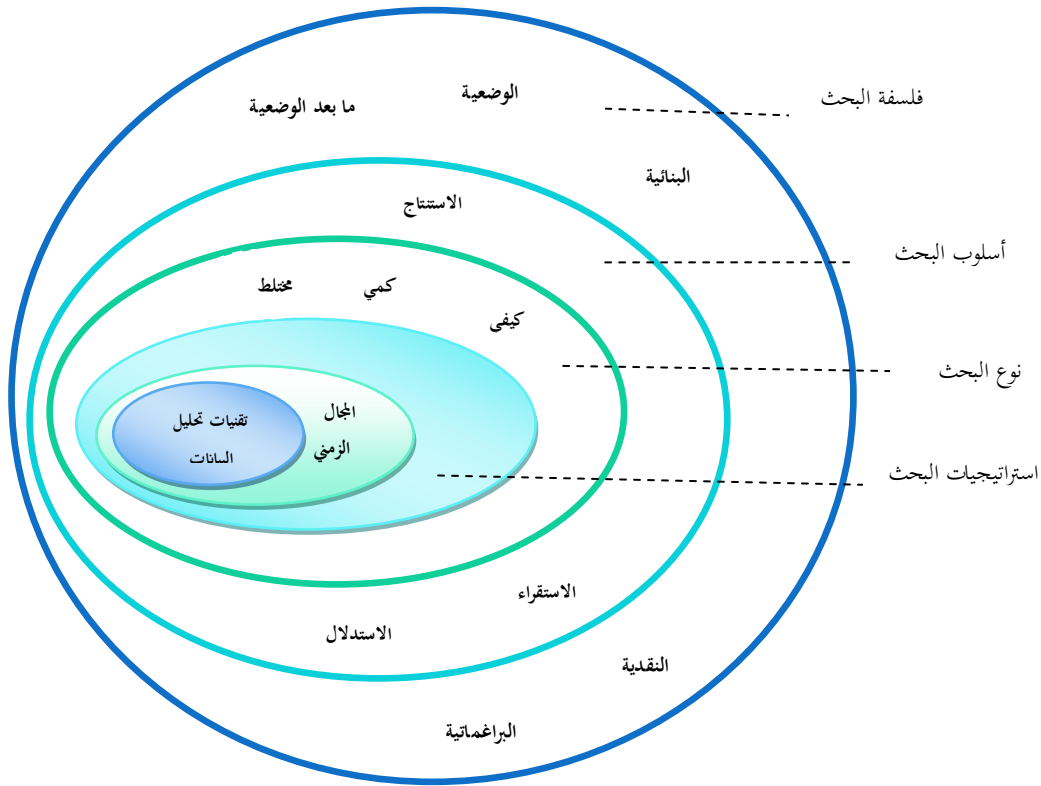 الوضعية
ما بعد الوضعية
فلسفة البحث
البنائية
الاستنتاج
أسلوب البحث
كمي
مختلط
كيفى
نوع البحث
المجال
الزمني
تقنيات تحليل
السانات
استراتيجيات البحث
الاستقراء
الاستدلال
النقدية
البراغماتية